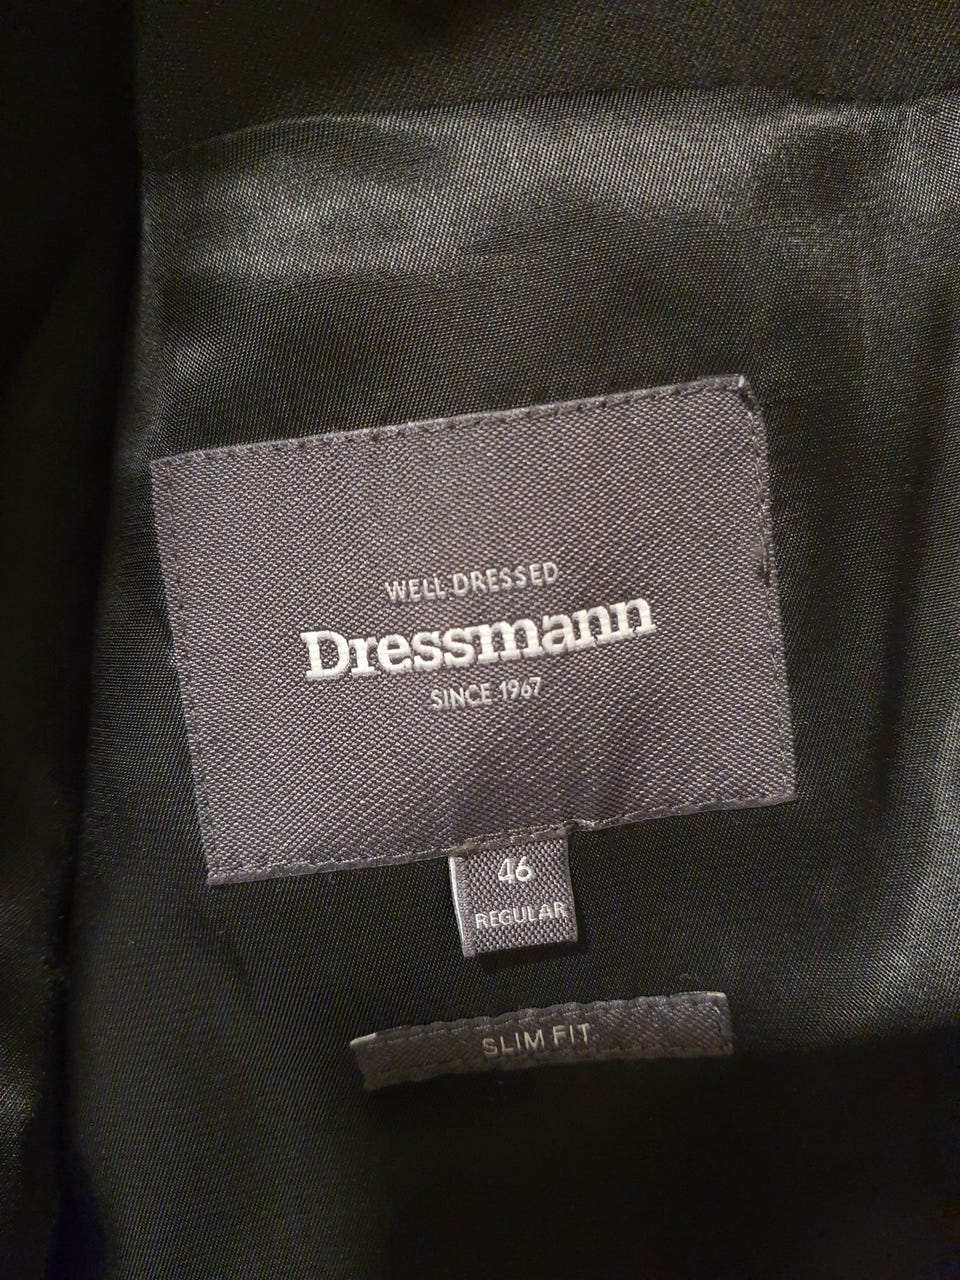 WELL DRESSED
Dressmann
SINCE 1967
46
REGULAR
SLIM FIT